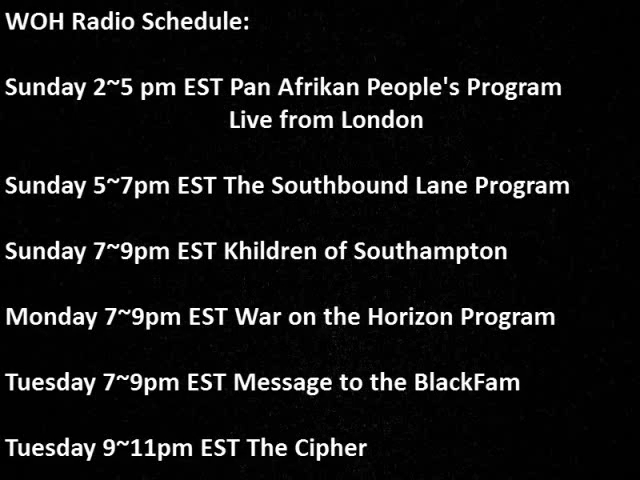 WOH Radio Schedule:
Sunday 2~5 pm EST Pan Afrikan People's Program
Live from London
Sunday 5~7pm EST The Southbound Lane Program
Sunday 7~9pm EST Khildren of Southampton
Monday 7~9pm EST War on the Horizon Program
Tuesday 7~9pm EST Message to the BlackFam
Tuesday 9~11pm EST The Cipher